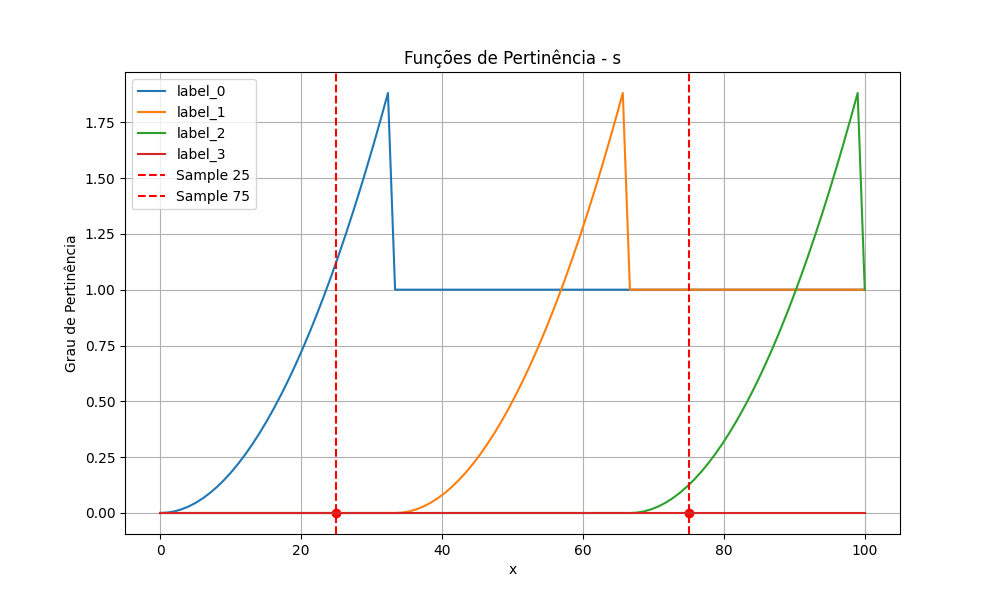 Funções de Pertinência - s
label_0
label_1
label_2
label_3
Sample 25
Sample 75
Grau de Pertinência
1.75
1.50
1.25
1.00
0.75
0.50
0.25
0.00
0 20 40 60 80 100
x